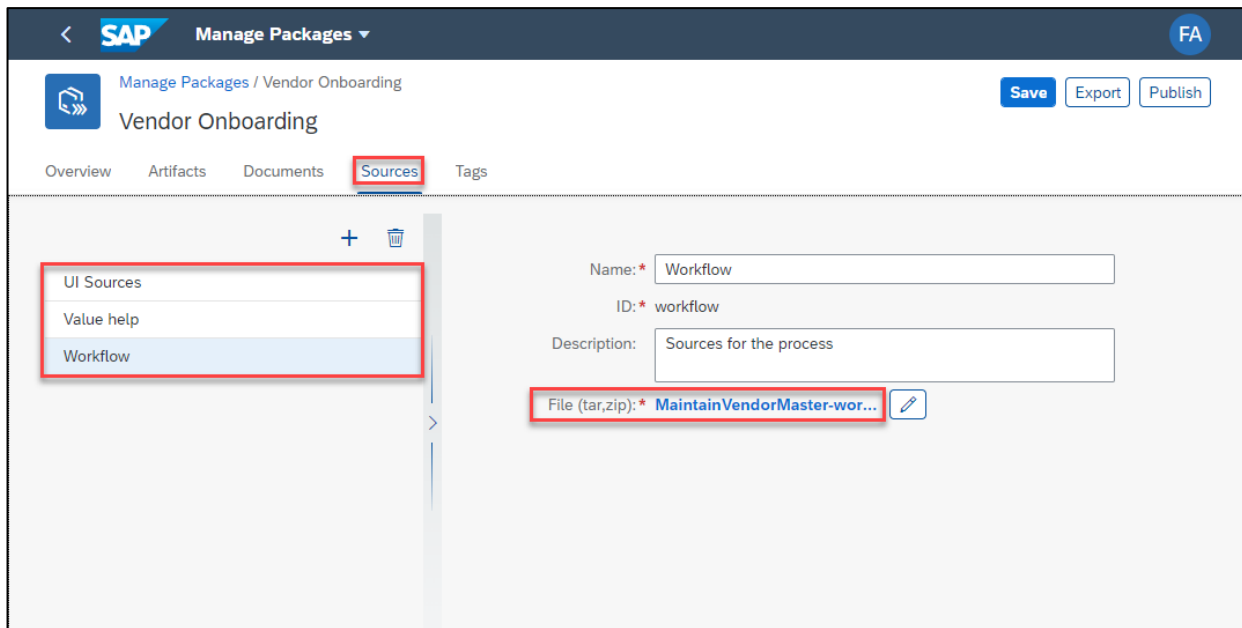 SAP Manage Packages FA
Manage Packages / Vendor Onboarding
Save Export Publish
Vendor Onboarding
Overview Artifacts Documents Sources Tags
UI Sources
Value help
Workflow
Name:* Workflow
ID:* workflow
Description: Sources for the process
File (tar,zip):* MaintainVendorMaster-wor...